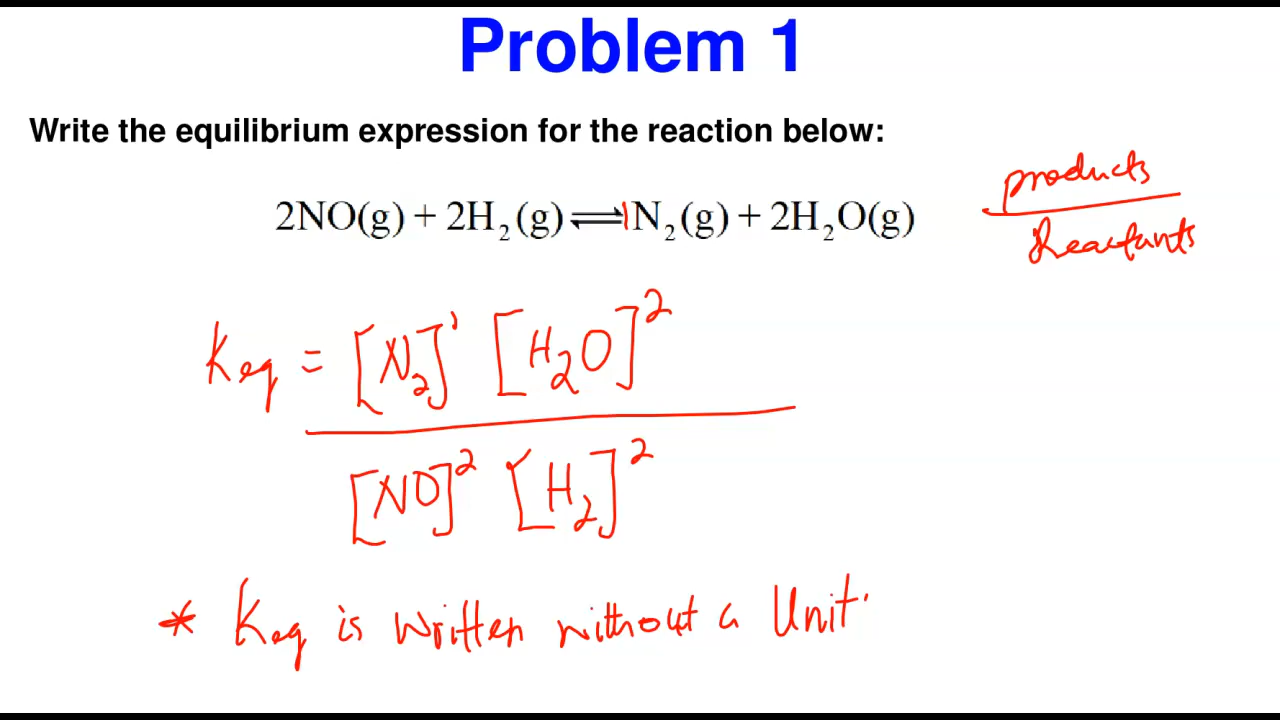 Problem 1
Write the equilibrium expression for the reaction below:
2NO(g) + 2H₂(g) ⇌ 1N₂(g) + 2H₂O(g)
products
Reactants
Keq = [N₂]¹ [H₂O]²
[NO]² [H₂]²
* Keq is written without a Unit.